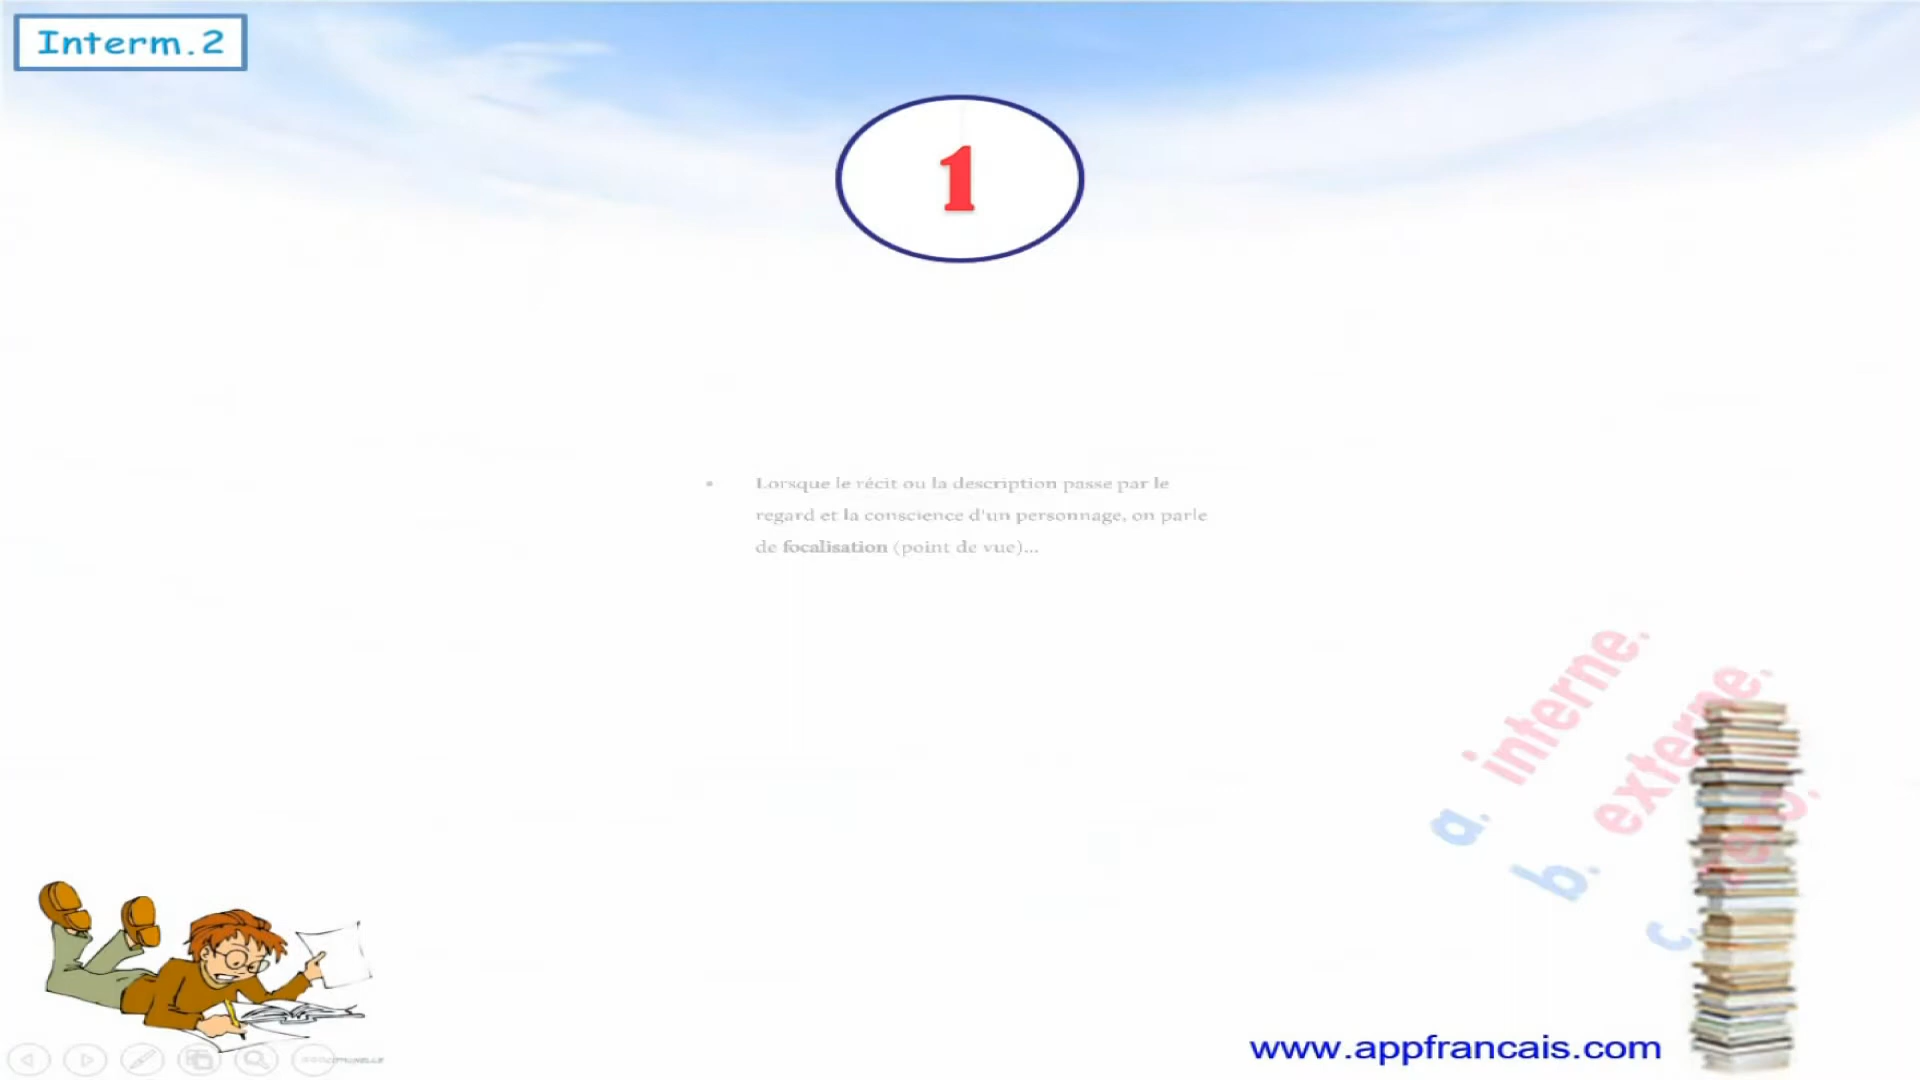 Interm.2
1
• Lorsque le récit ou la description passe par le
regard et la conscience d'un personnage, on parle
de focalisation (point de vue)...
a. interne.
b. externe.
c.
www.appfrancais.com